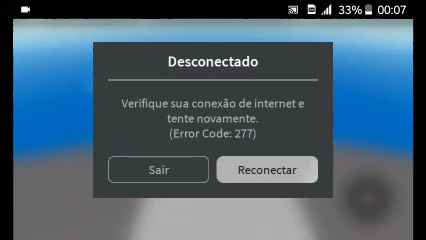 33% 00:07
Desconectado
Verifique sua conexão de internet e
tente novamente.
(Error Code: 277)
Sair Reconectar